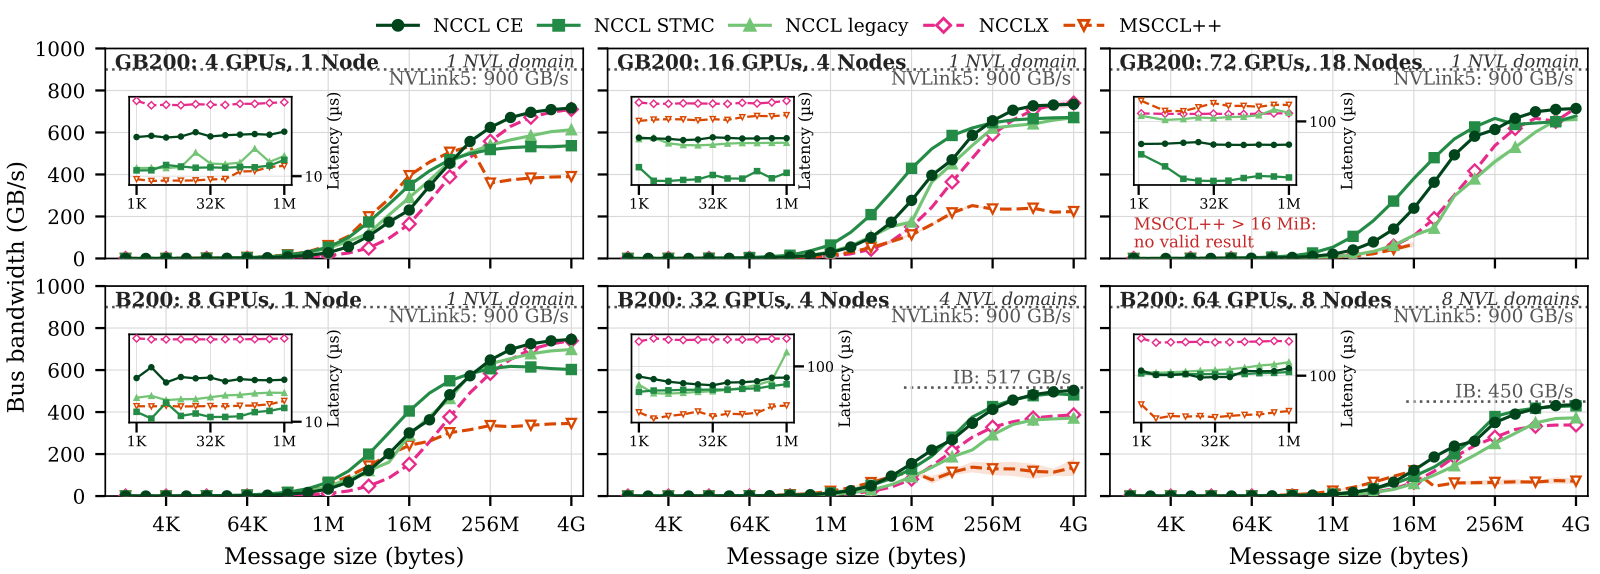 NCCL CE NCCL STMC NCCL legacy NCCLX MSCCL++
Bus bandwidth (GB/s)
1000
800
600
400
200
0
GB200: 4 GPUs, 1 Node
1 NVL domain
NVLink5: 900 GB/s
Latency (µs)
10
1K 32K 1M
GB200: 16 GPUs, 4 Nodes
1 NVL domain
NVLink5: 900 GB/s
Latency (µs)
1K 32K 1M
GB200: 72 GPUs, 18 Nodes
1 NVL domain
NVLink5: 900 GB/s
Latency (µs)
100
1K 32K 1M
MSCCL++ > 16 MiB:
no valid result
1000
800
600
400
200
0
B200: 8 GPUs, 1 Node
1 NVL domain
NVLink5: 900 GB/s
Latency (µs)
10
1K 32K 1M
4K 64K 1M 16M 256M 4G
Message size (bytes)
B200: 32 GPUs, 4 Nodes
4 NVL domains
NVLink5: 900 GB/s
Latency (µs)
100
1K 32K 1M
IB: 517 GB/s
4K 64K 1M 16M 256M 4G
Message size (bytes)
B200: 64 GPUs, 8 Nodes
8 NVL domains
NVLink5: 900 GB/s
Latency (µs)
100
1K 32K 1M
IB: 450 GB/s
4K 64K 1M 16M 256M 4G
Message size (bytes)